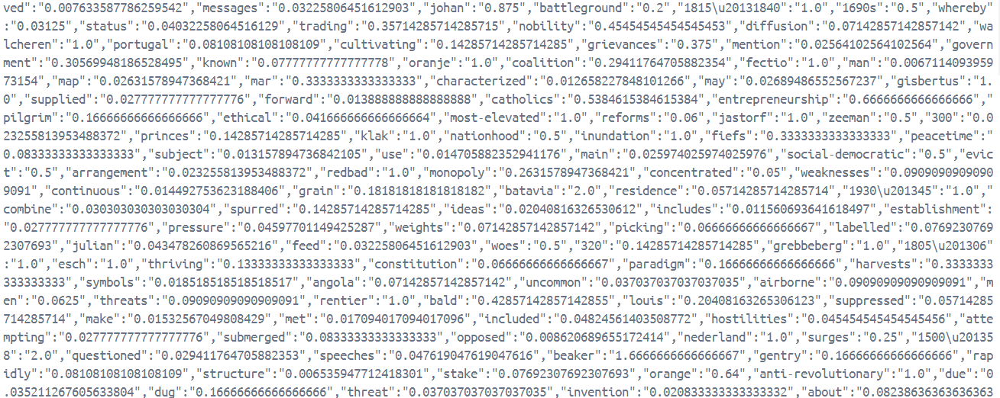 ved":"0.007633587786259542","messages":"0.03225806451612903","johan":"0.875","battleground":"0.2","1815\u20131840":"1.0","1690s":"0.5","whereby"
:"0.03125","status":"0.04032258064516129","trading":"0.35714285714285715","nobility":"0.45454545454545453","diffusion":"0.07142857142857142","wa
lcheren":"1.0","portugal":"0.08108108108108109","cultivating":"0.14285714285714285","grievances":"0.375","mention":"0.02564102564102564","govern
ment":"0.30569948186528495","known":"0.07777777777777778","oranje":"1.0","coalition":"0.29411764705882354","fectio":"1.0","man":"0.0067114093959
73154","map":"0.02631578947368421","mar":"0.3333333333333333","characterized":"0.012658227848101266","may":"0.02689486552567237","gisbertus":"1.
0","supplied":"0.027777777777777776","forward":"0.013888888888888888","catholics":"0.5384615384615384","entrepreneurship":"0.6666666666666666","
pilgrim":"0.16666666666666666","ethical":"0.041666666666666664","most-elevated":"1.0","reforms":"0.06","jastorf":"1.0","zeeman":"0.5","300":"0.0
23255813953488372","princes":"0.14285714285714285","klak":"1.0","nationhood":"0.5","inundation":"1.0","fiefs":"0.3333333333333333","peacetime":"
0.08333333333333333","subject":"0.013157894736842105","use":"0.014705882352941176","main":"0.025974025974025976","social-democratic":"0.5","evic
t":"0.5","arrangement":"0.023255813953488372","redbad":"1.0","monopoly":"0.2631578947368421","concentrated":"0.05","weaknesses":"0.0909090909090
9091","continuous":"0.014492753623188406","grain":"0.18181818181818182","batavia":"2.0","residence":"0.05714285714285714","1930\u201345":"1.0","
combine":"0.030303030303030304","spurred":"0.14285714285714285","ideas":"0.02040816326530612","includes":"0.011560693641618497","establishment":
"0.027777777777777776","pressure":"0.04597701149425287","weights":"0.07142857142857142","picking":"0.06666666666666667","labelled":"0.0769230769
2307693","julian":"0.043478260869565216","feed":"0.03225806451612903","woes":"0.5","320":"0.14285714285714285","grebbeberg":"1.0","1805\u201306"
:"1.0","esch":"1.0","thriving":"0.13333333333333333","constitution":"0.06666666666666667","paradigm":"0.16666666666666666","harvests":"0.3333333
333333333","symbols":"0.018518518518518517","angola":"0.07142857142857142","uncommon":"0.037037037037037035","airborne":"0.09090909090909091","m
en":"0.0625","threats":"0.09090909090909091","rentier":"1.0","bald":"0.42857142857142855","louis":"0.20408163265306123","suppressed":"0.05714285
714285714","make":"0.01532567049808429","met":"0.017094017094017096","included":"0.04824561403508772","hostilities":"0.045454545454545456","atte
mpting":"0.027777777777777776","submerged":"0.08333333333333333","opposed":"0.008620689655172414","nederland":"1.0","surges":"0.25","1500\u20135
8":"2.0","questioned":"0.029411764705882353","speeches":"0.047619047619047616","beaker":"1.6666666666666667","gentry":"0.16666666666666666","rap
idly":"0.08108108108108109","structure":"0.006535947712418301","stake":"0.07692307692307693","orange":"0.64","anti-revolutionary":"1.0","due":"0
.035211267605633804","dug":"0.16666666666666666","threat":"0.037037037037037035","invention":"0.020833333333333332","about":"0.08238636363636363